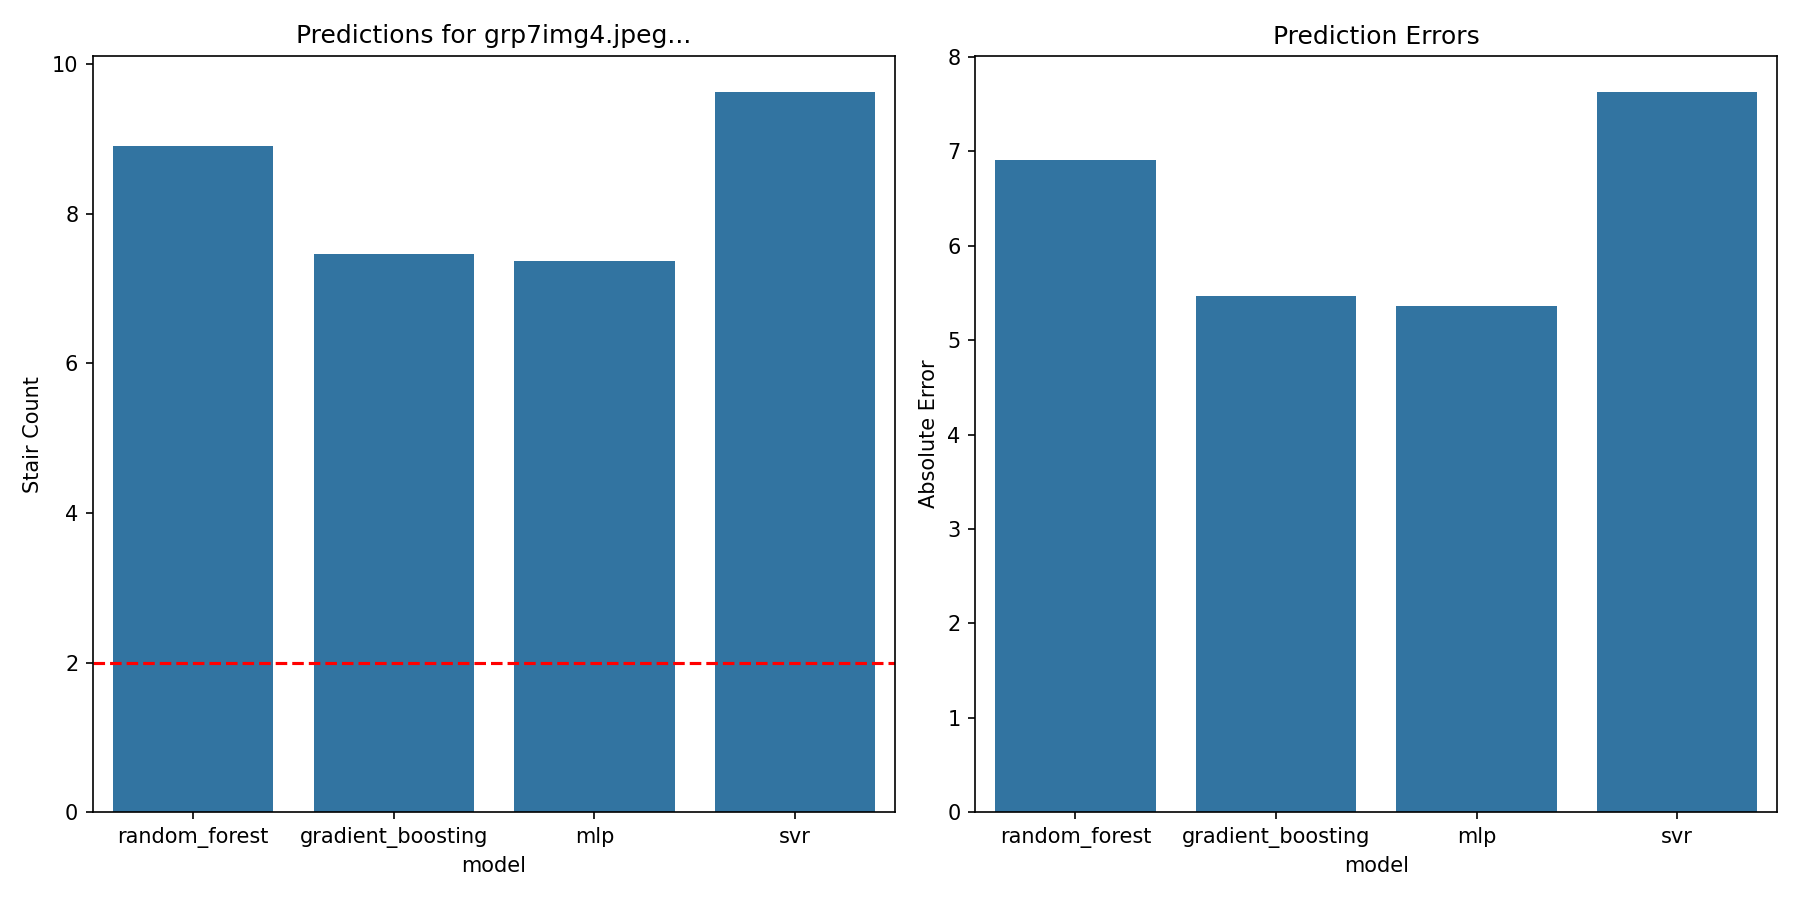 Predictions for grp7img4.jpeg...
Stair Count
10
8
6
4
2
0
random_forest gradient_boosting mlp svr
model
Prediction Errors
Absolute Error
8
7
6
5
4
3
2
1
0
random_forest gradient_boosting mlp svr
model